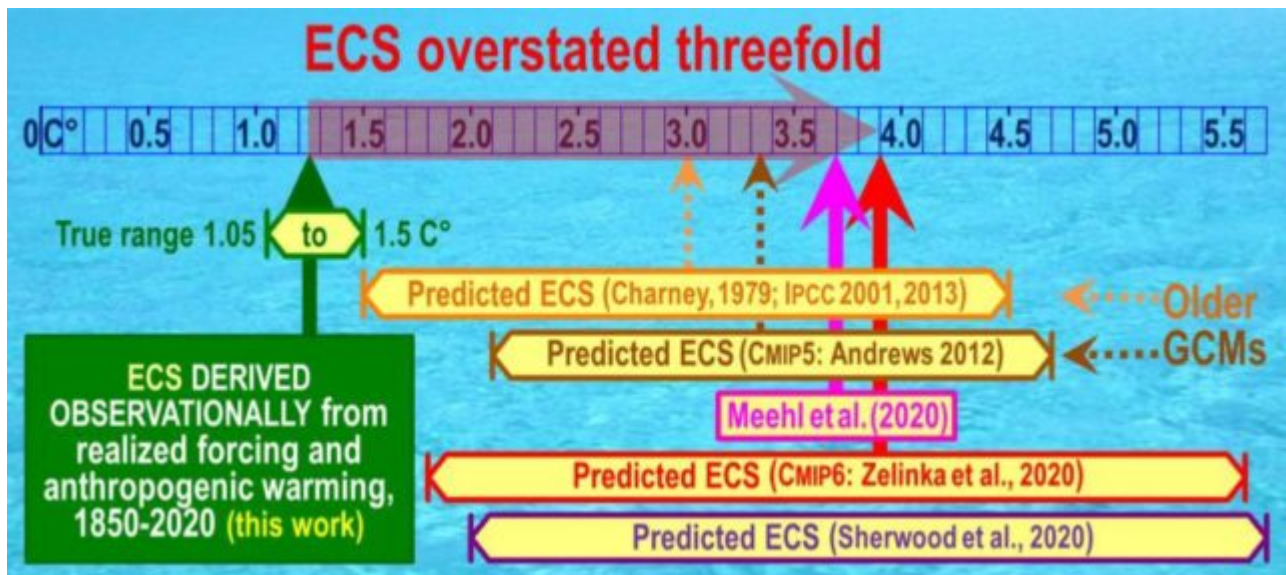 ECS overstated threefold
0 C° 0.5 1.0 1.5 2.0 2.5 3.0 3.5 4.0 4.5 5.0 5.5
True range 1.05 to 1.5 C°
Predicted ECS (Charney, 1979; IPCC 2001, 2013)
Older
GCMs
Predicted ECS (CMIP5: Andrews 2012)
ECS DERIVED
OBSERVATIONALLY from
realized forcing and
anthropogenic warming,
1850-2020 (this work)
Meehl et al. (2020)
Predicted ECS (CMIP6: Zelinka et al., 2020)
Predicted ECS (Sherwood et al., 2020)